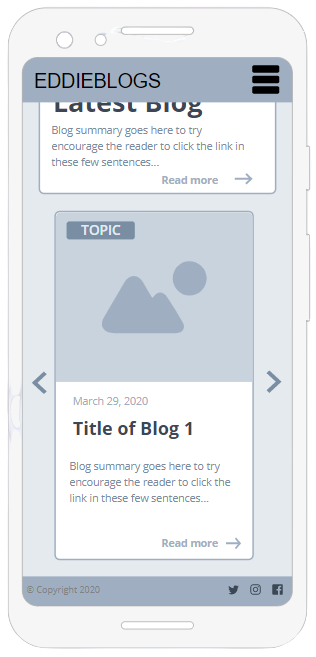 EDDIEBLOGS
Latest Blog
Blog summary goes here to try
encourage the reader to click the link in
these few sentences...
Read more
TOPIC
March 29, 2020
Title of Blog 1
Blog summary goes here to try
encourage the reader to click the
link in these few sentences...
Read more
© Copyright 2020